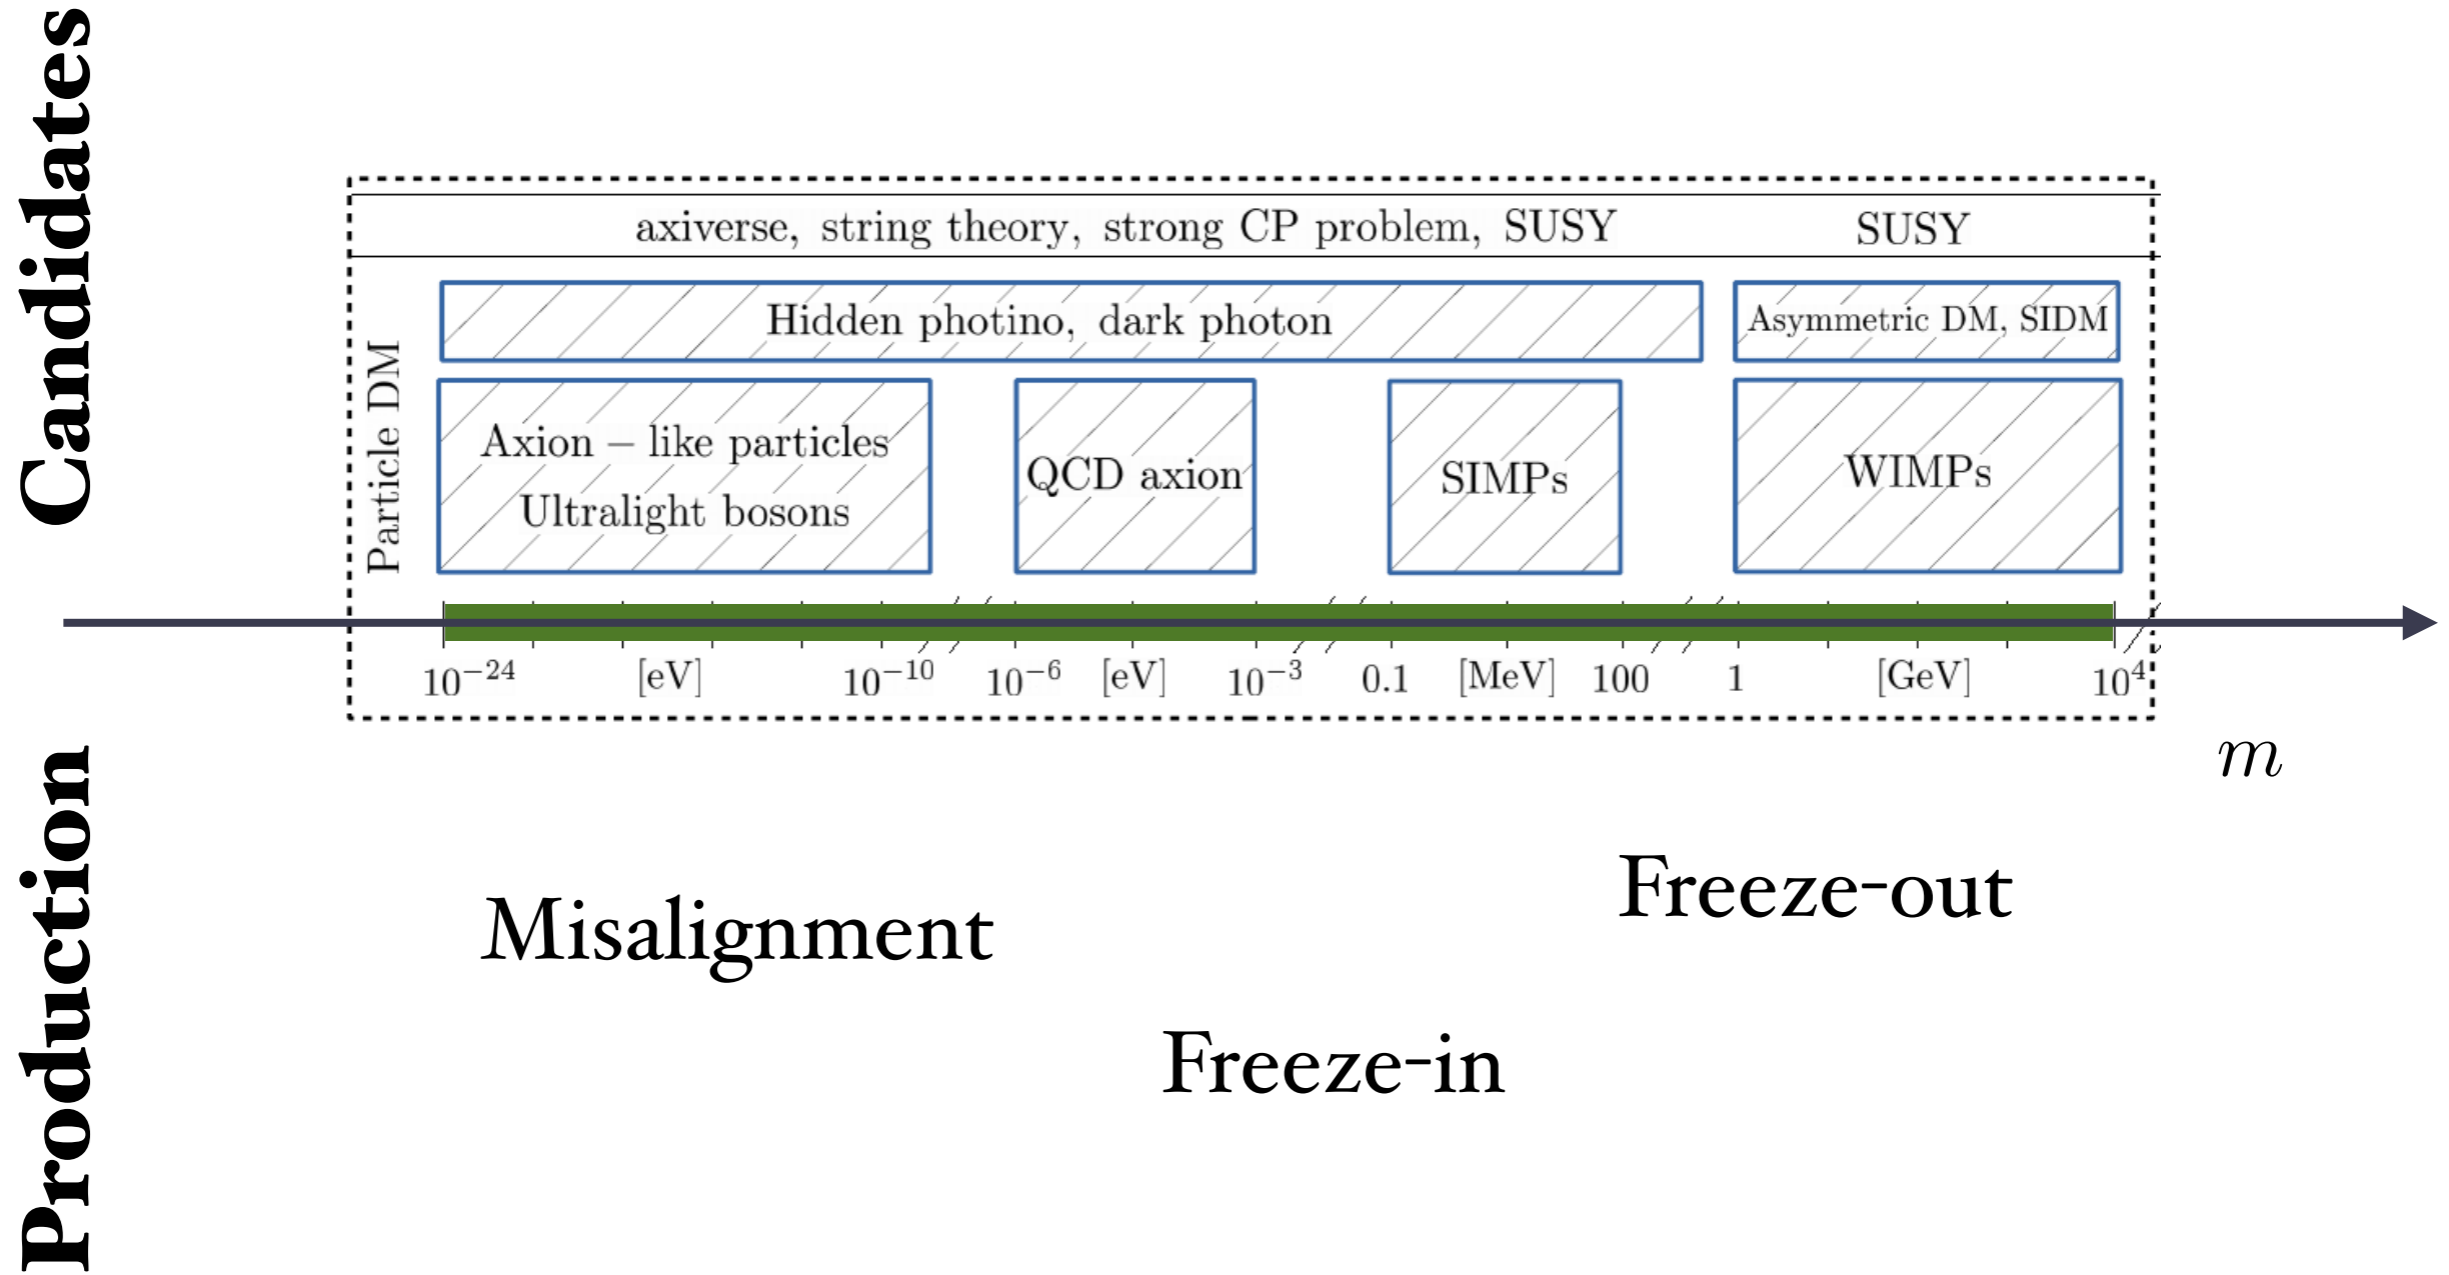 Candidates
axiverse, string theory, strong CP problem, SUSY
SUSY
Hidden photino, dark photon
Asymmetric DM, SIDM
Particle DM
Axion – like particles
Ultralight bosons
QCD axion
SIMPs
WIMPs
10⁻²⁴ [eV] 10⁻¹⁰ 10⁻⁶ [eV] 10⁻³ 0.1 [MeV] 100 1 [GeV] 10⁴
m
Production
Misalignment
Freeze-out
Freeze-in